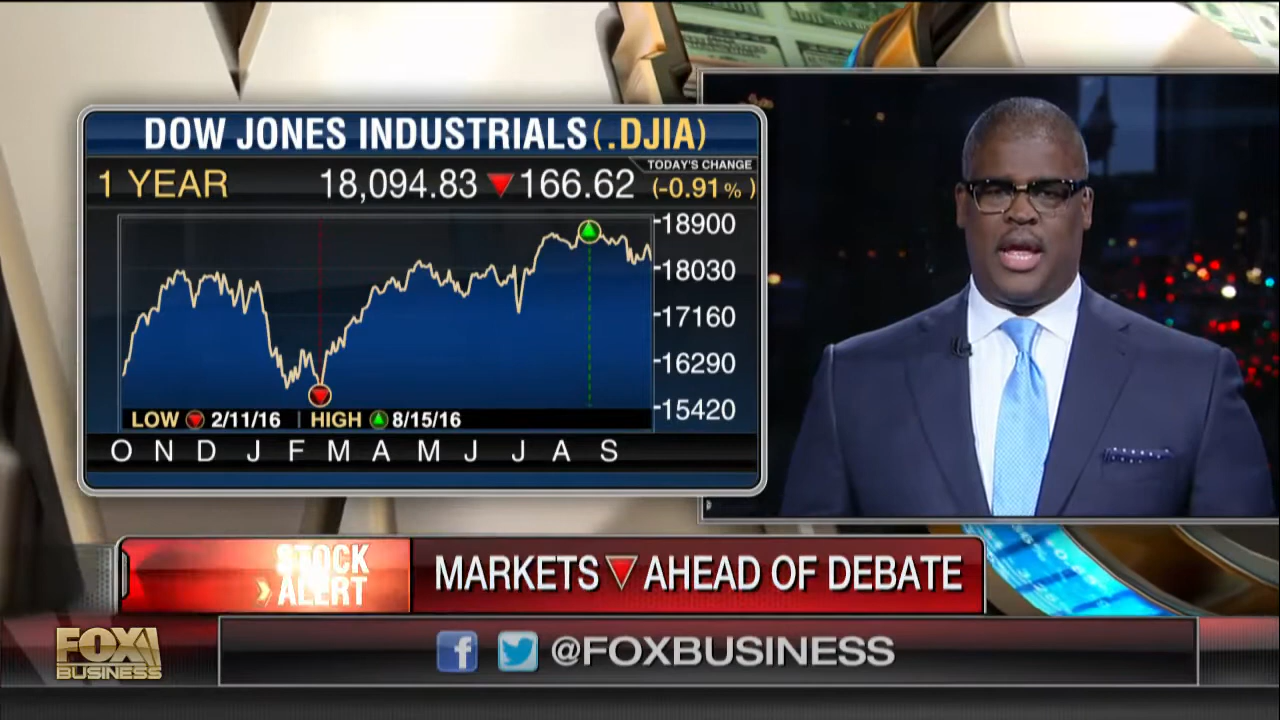 DOW JONES INDUSTRIALS (.DJIA)
TODAY'S CHANGE
1 YEAR 18,094.83 ▼ 166.62 (-0.91%)
18900
18030
17160
16290
15420
LOW ▼ 2/11/16 | HIGH ▲ 8/15/16
O N D J F M A M J J A S
STOCK
ALERT
MARKETS ▼ AHEAD OF DEBATE
FOX
BUSINESS
f @FOXBUSINESS